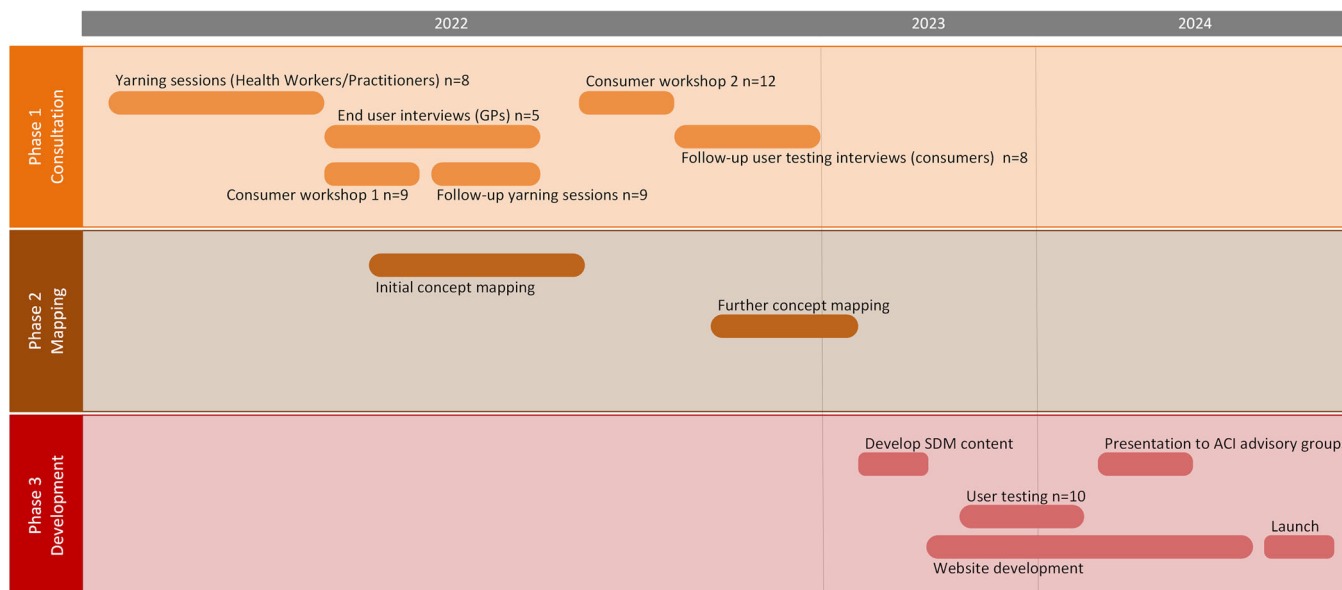 2022
2023
2024
Phase 1
Consultation
Yarning sessions (Health Workers/Practitioners) n=8
Consumer workshop 2 n=12
End user interviews (GPs) n=5
Follow-up user testing interviews (consumers) n=8
Consumer workshop 1 n=9
Follow-up yarning sessions n=9
Phase 2
Mapping
Initial concept mapping
Further concept mapping
Phase 3
Development
Develop SDM content
Presentation to ACI advisory group
User testing n=10
Launch
Website development